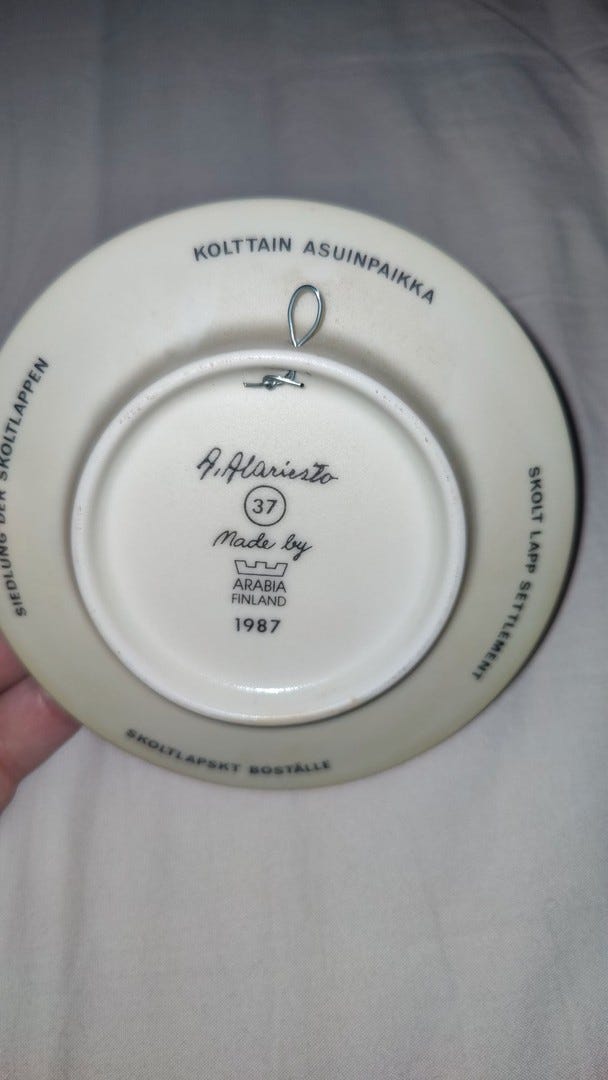 KOLTTAIN ASUINPAIKKA
SKOLT LAPP SETTLEMENT
SKOLTLAPSKT BOSTÄLLE
SIEDLUNG DER SKOLTLAPPEN
A. Alariesto
37
Made by
ARABIA
FINLAND
1987